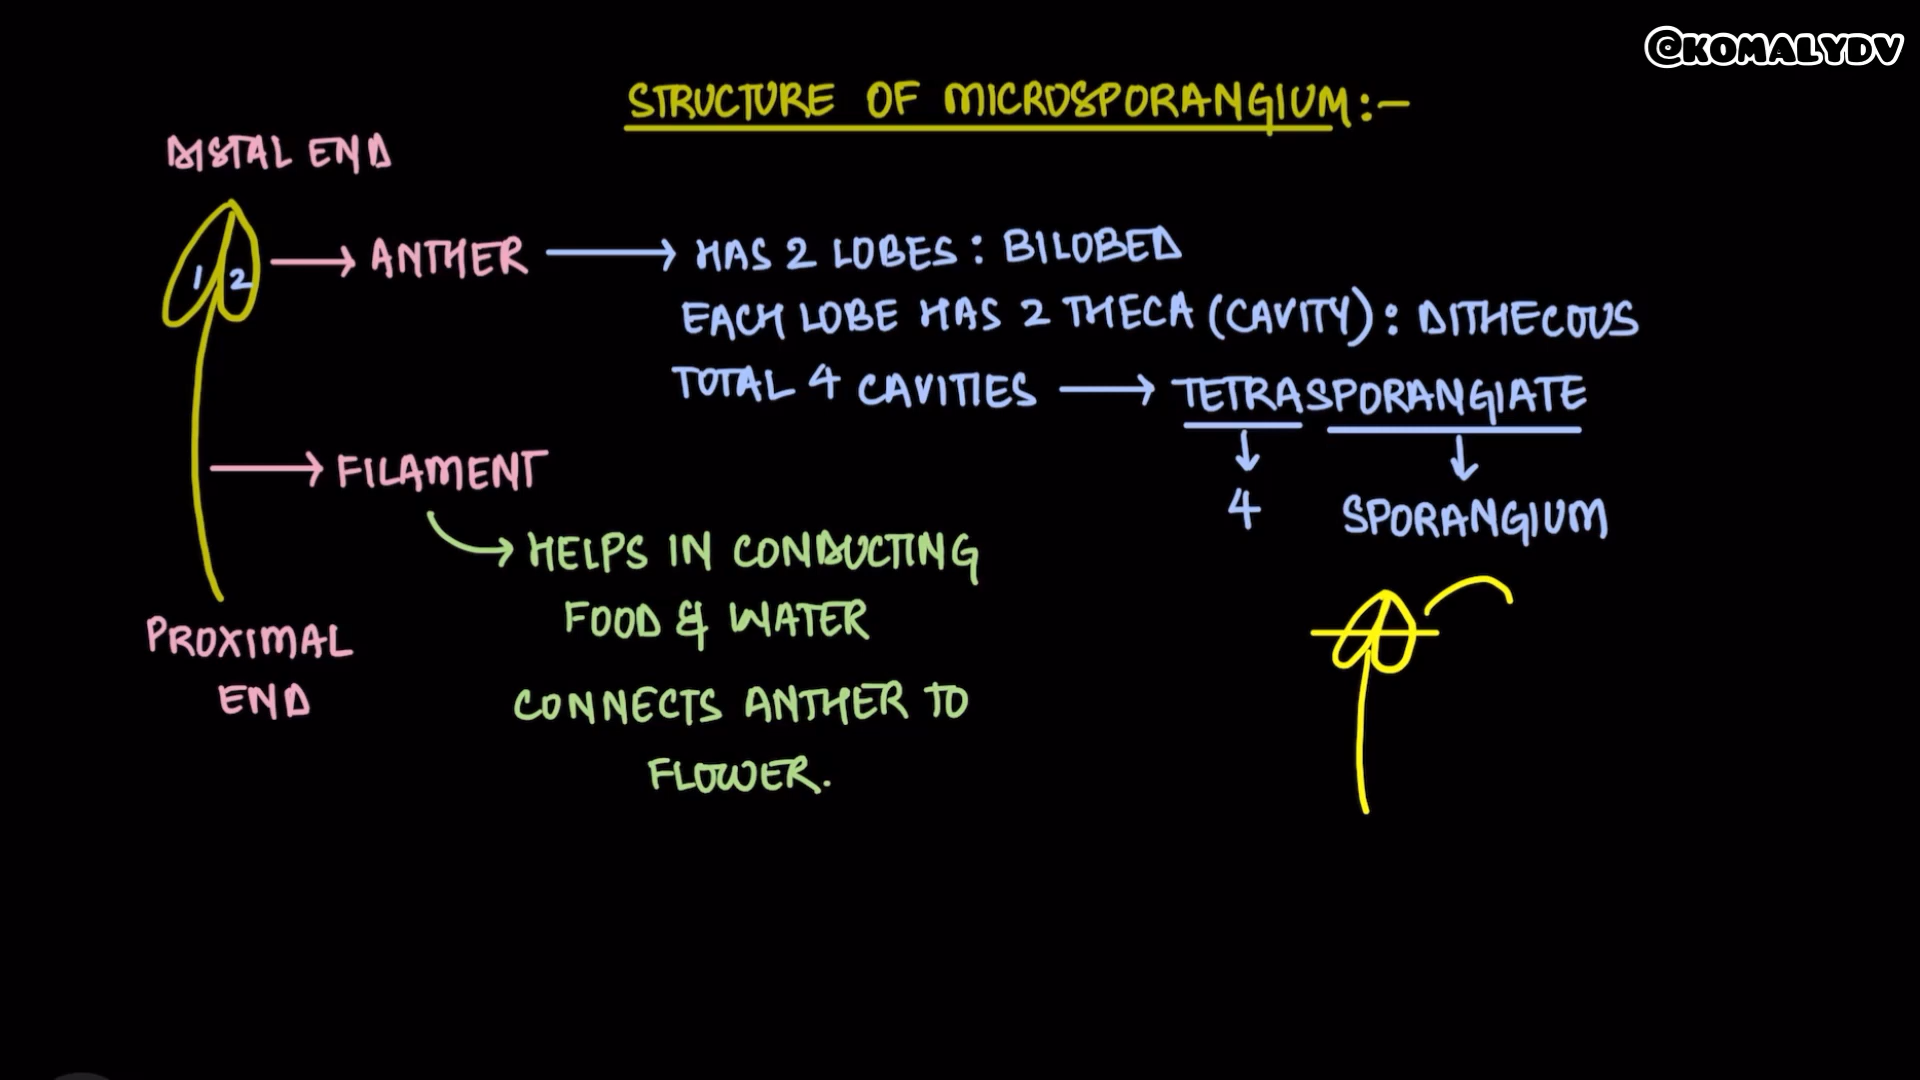 @KOMALYDV
STRUCTURE OF MICROSPORANGIUM:-
DISTAL END
1 2
ANTHER
HAS 2 LOBES : BILOBED
EACH LOBE HAS 2 THECA (CAVITY) : DITHECOUS
TOTAL 4 CAVITIES
TETRASPORANGIATE
4
SPORANGIUM
FILAMENT
HELPS IN CONDUCTING
FOOD & WATER
CONNECTS ANTHER TO
FLOWER.
PROXIMAL
END